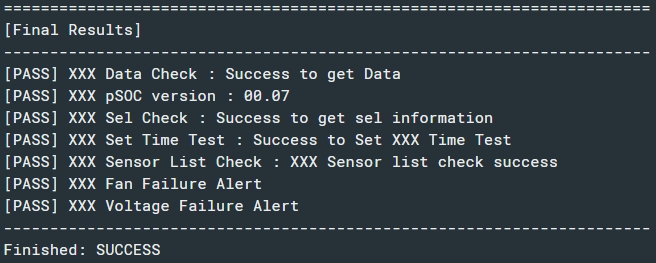 ======================================================================
[Final Results]
----------------------------------------------------------------------
[PASS] XXX Data Check : Success to get Data
[PASS] XXX pSOC version : 00.07
[PASS] XXX Sel Check : Success to get sel information
[PASS] XXX Set Time Test : Success to Set XXX Time Test
[PASS] XXX Sensor List Check : XXX Sensor list check success
[PASS] XXX Fan Failure Alert
[PASS] XXX Voltage Failure Alert
----------------------------------------------------------------------
Finished: SUCCESS